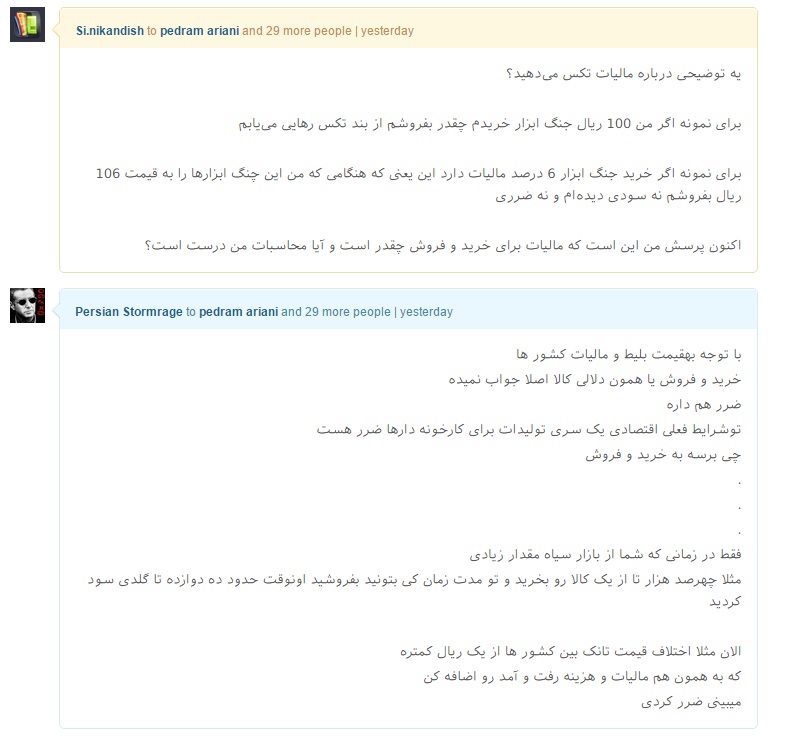 Si.nikandish to pedram ariani and 29 more people | yesterday
یه توضیحی درباره مالیات تکس می‌دهید؟
برای نمونه اگر من 100 ریال جنگ ابزار خریدم چقدر بفروشم از بند تکس رهایی می‌یابم
برای نمونه اگر خرید جنگ ابزار 6 درصد مالیات دارد این یعنی که هنگامی که من این چنگ ابزارها را به قیمت 106
ریال بفروشم نه سودی دیده‌ام و نه ضرری
اکنون پرسش من این است که مالیات برای خرید و فروش چقدر است و آیا محاسبات من درست است؟
Persian Stormrage to pedram ariani and 29 more people | yesterday
با توجه بهقیمت بلیط و مالیات کشور ها
خرید و فروش یا همون دلالی کالا اصلا جواب نمیده
ضرر هم داره
توشرایط فعلی اقتصادی یک سری تولیدات برای کارخونه دارها ضرر هست
چی برسه به خرید و فروش
.
.
.
فقط در زمانی که شما از بازار سیاه مقدار زیادی
مثلا چهرصد هزار تا از یک کالا رو بخرید و تو مدت زمان کی بتونید بفروشید اونوقت حدود ده دوازده تا گلدی سود
کردید
الان مثلا اختلاف قیمت تانک بین کشور ها از یک ریال کمتره
که به همون هم مالیات و هزینه رفت و آمد رو اضافه کن
میبینی ضرر کردی